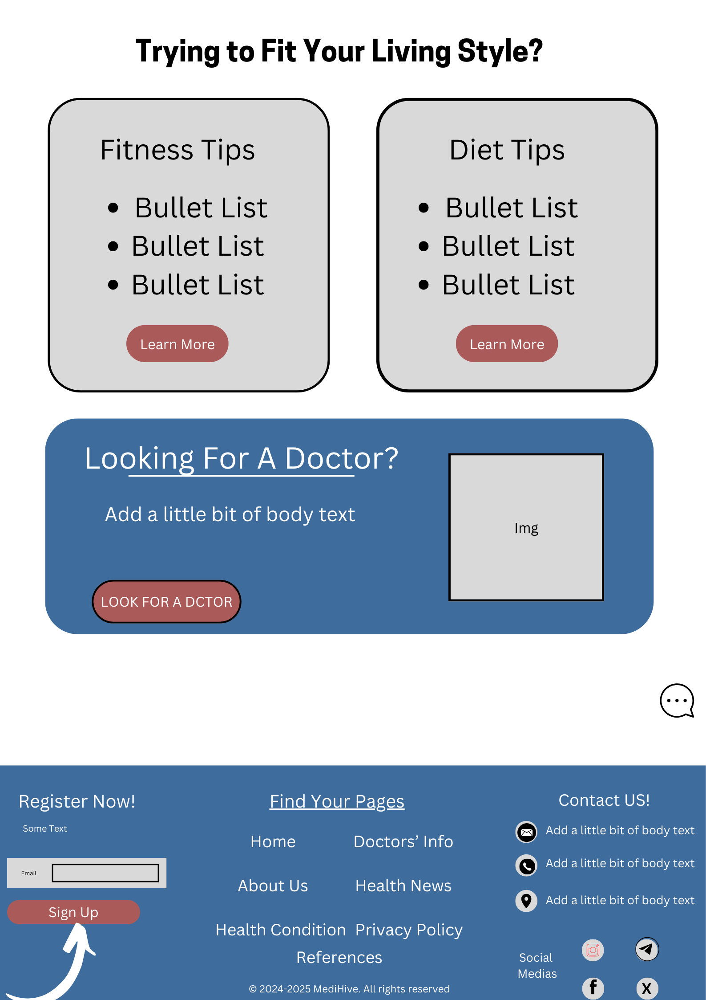 Trying to Fit Your Living Style?
Fitness Tips
• Bullet List
• Bullet List
• Bullet List
Learn More
Diet Tips
• Bullet List
• Bullet List
• Bullet List
Learn More
Looking For A Doctor?
Add a little bit of body text
LOOK FOR A DCTOR
Img
Register Now!
Some Text
Email
Sign Up
Find Your Pages
Home
Doctors’ Info
About Us
Health News
Health Condition
Privacy Policy
References
© 2024-2025 MediHive. All rights reserved
Contact US!
Add a little bit of body text
Add a little bit of body text
Add a little bit of body text
Social
Medias
f
X